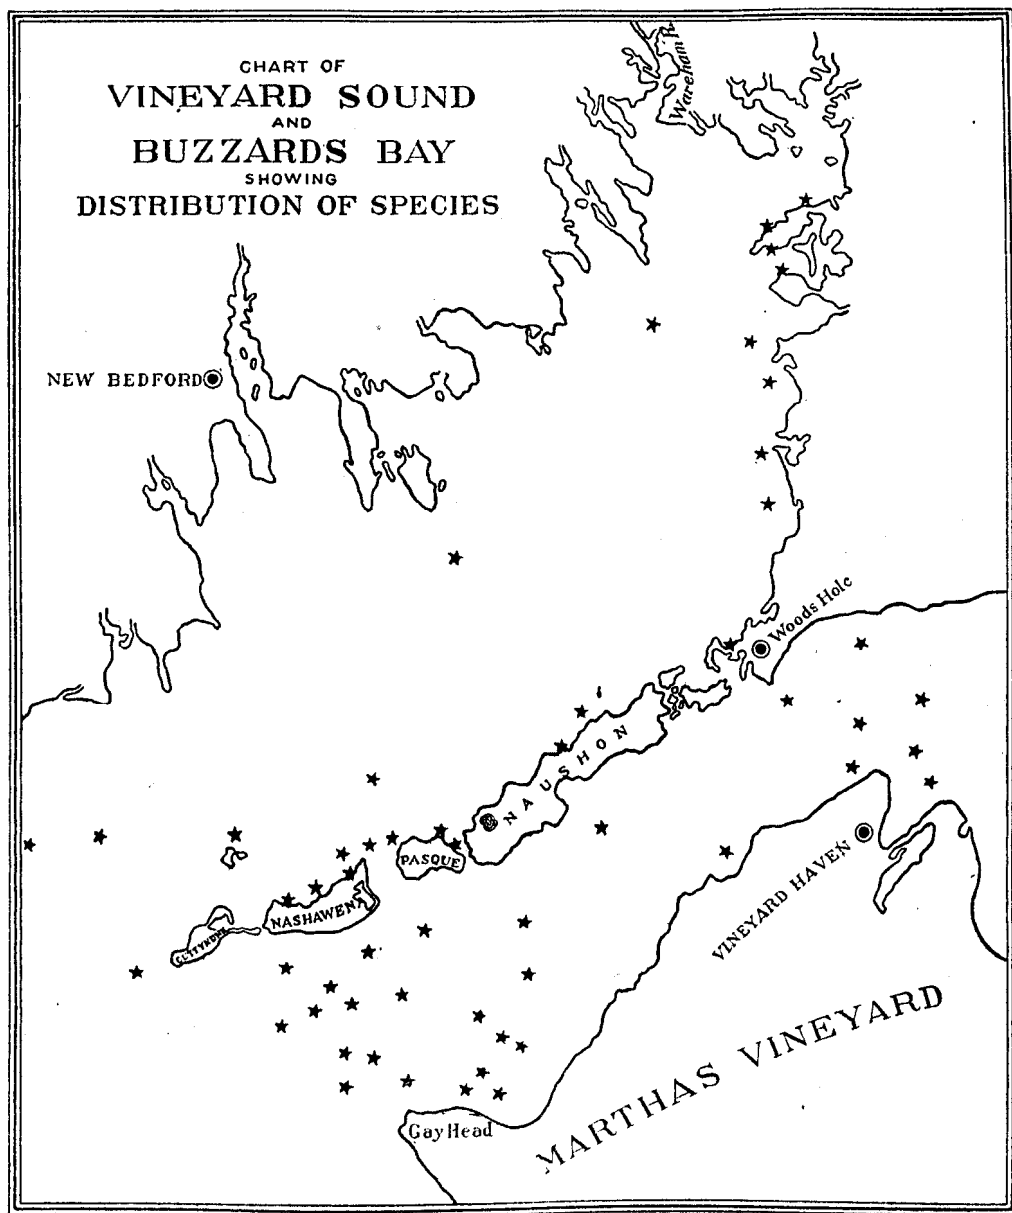 CHART OF
VINEYARD SOUND
AND
BUZZARDS BAY
SHOWING
DISTRIBUTION OF SPECIES
Wareham R.
NEW BEDFORD
Woods Hole
NAUSHON
PASQUE
NASHAWENA
CUTTYHUNK
VINEYARD HAVEN
MARTHAS VINEYARD
Gay Head